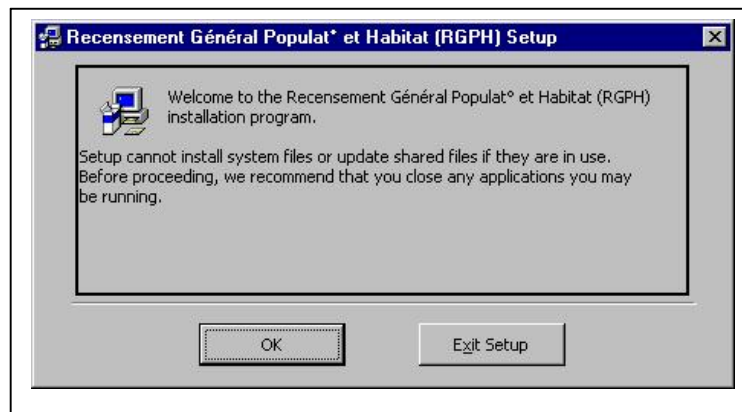 Recensement Général Populat° et Habitat (RGPH) Setup
Welcome to the Recensement Général Populat° et Habitat (RGPH)
installation program.
Setup cannot install system files or update shared files if they are in use.
Before proceeding, we recommend that you close any applications you may
be running.
OK
Exit Setup